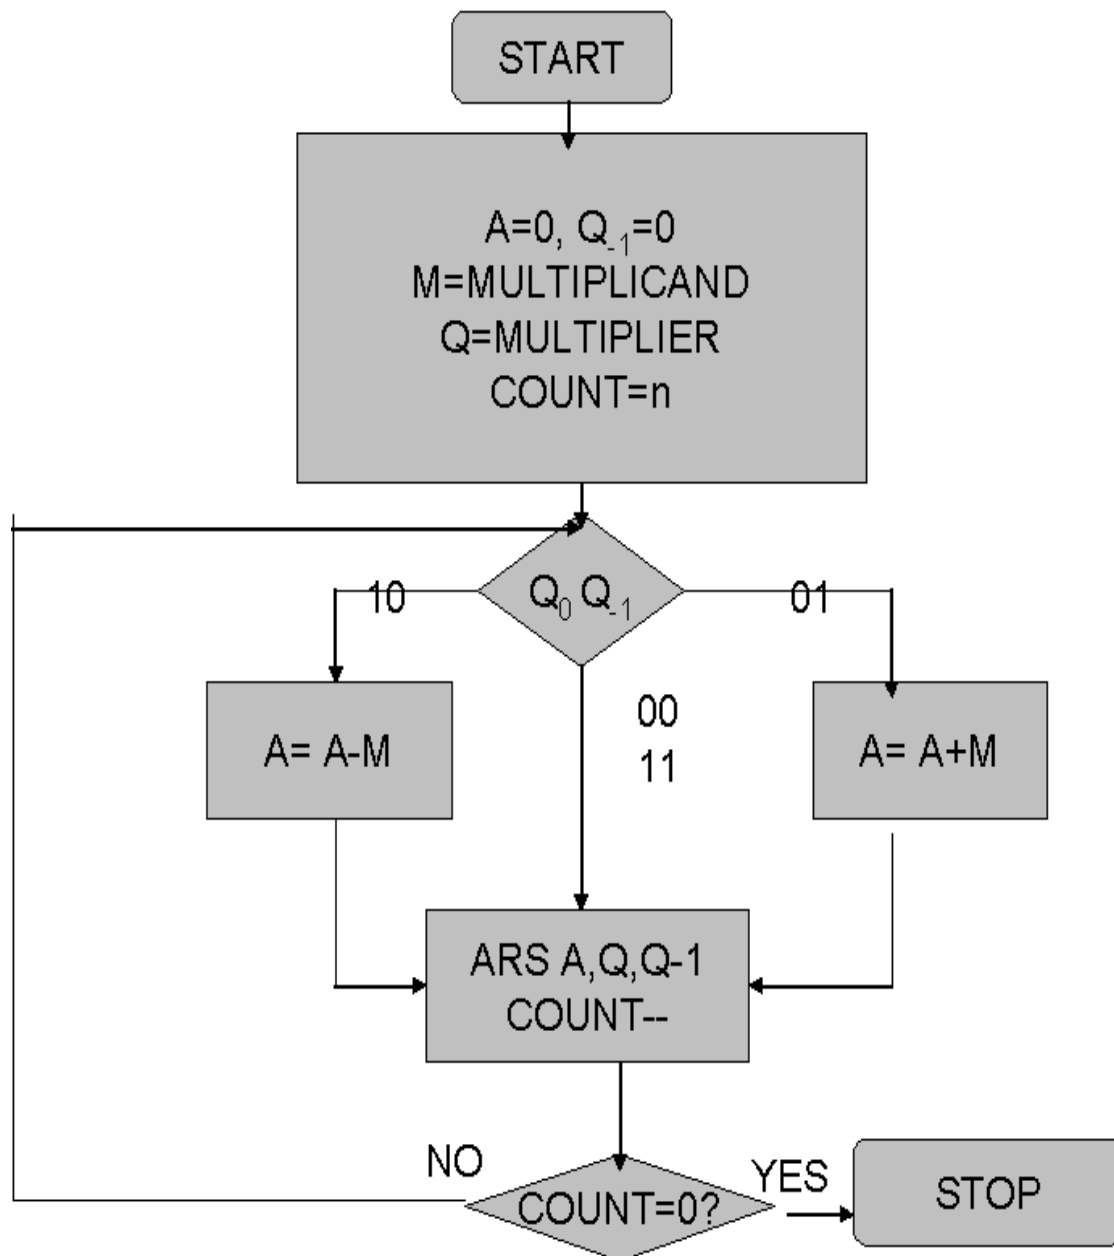 START
A=0, Q-1=0
M=MULTIPLICAND
Q=MULTIPLIER
COUNT=n
10
Q0 Q-1
01
A= A-M
00
11
A= A+M
ARS A,Q,Q-1
COUNT--
NO
COUNT=0?
YES
STOP